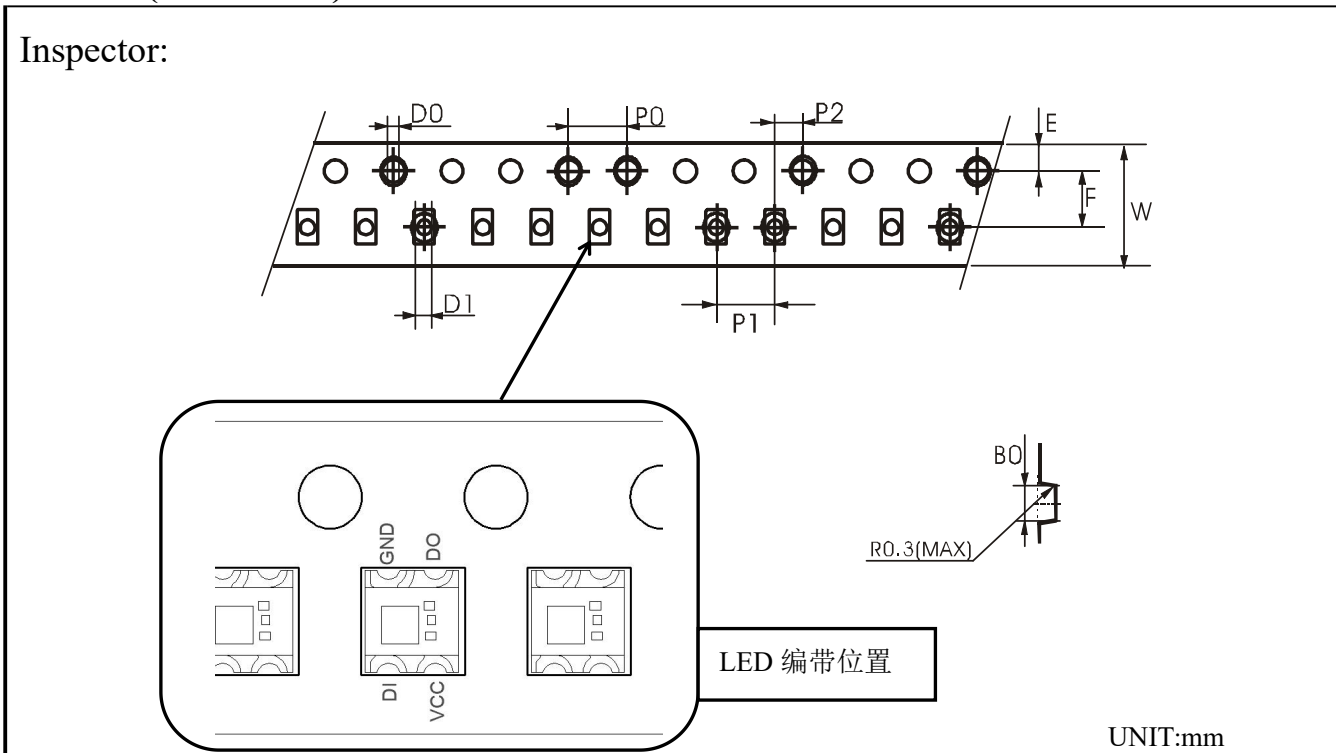 Inspector:
D0
P0
P2
E
F
W
D1
P1
GND
DO
DI
VCC
B0
R0.3(MAX)
LED 编带位置
UNIT:mm